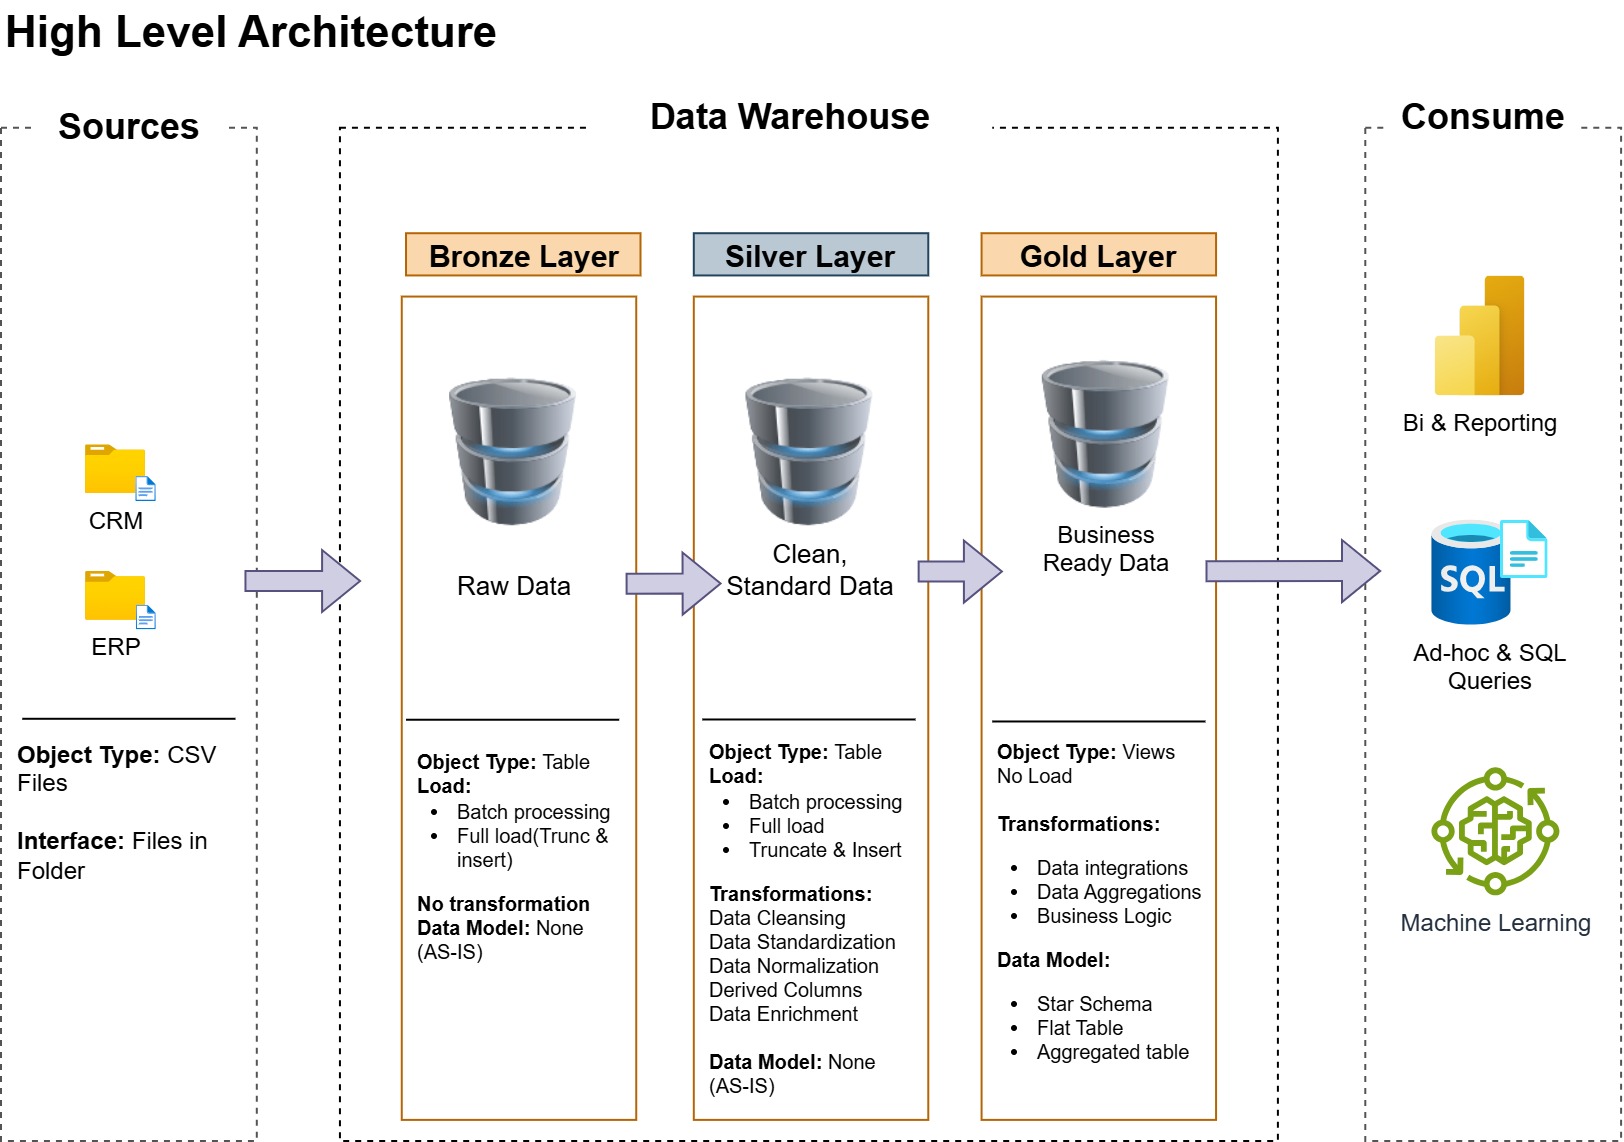 High Level Architecture
Sources
CRM
ERP
Object Type: CSV
Files
Interface: Files in
Folder
Data Warehouse
Bronze Layer
Raw Data
Object Type: Table
Load:
• Batch processing
• Full load(Trunc &
insert)
No transformation
Data Model: None
(AS-IS)
Silver Layer
Clean,
Standard Data
Object Type: Table
Load:
• Batch processing
• Full load
• Truncate & Insert
Transformations:
Data Cleansing
Data Standardization
Data Normalization
Derived Columns
Data Enrichment
Data Model: None
(AS-IS)
Gold Layer
Business
Ready Data
Object Type: Views
No Load
Transformations:
• Data integrations
• Data Aggregations
• Business Logic
Data Model:
• Star Schema
• Flat Table
• Aggregated table
Consume
Bi & Reporting
SQL
Ad-hoc & SQL
Queries
Machine Learning